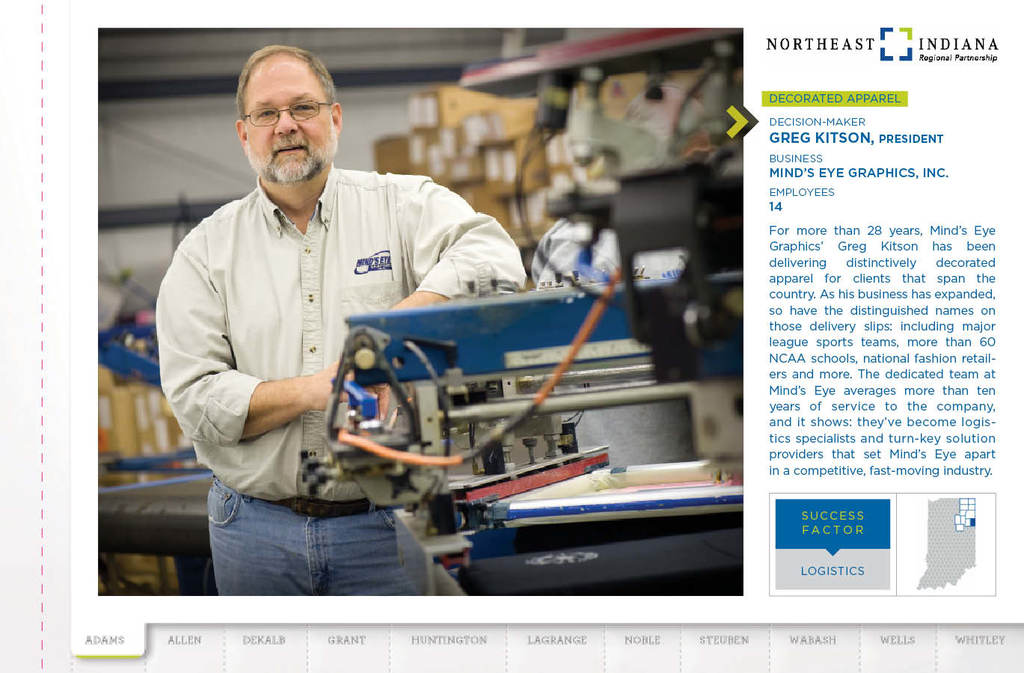 NORTHEAST INDIANA
Regional Partnership
DECORATED APPAREL
DECISION-MAKER
GREG KITSON, PRESIDENT
BUSINESS
MIND'S EYE GRAPHICS, INC.
EMPLOYEES
14
For more than 28 years, Mind's Eye
Graphics' Greg Kitson has been
delivering distinctively decorated
apparel for clients that span the
country. As his business has expanded,
so have the distinguished names on
those delivery slips: including major
league sports teams, more than 60
NCAA schools, national fashion retail-
ers and more. The dedicated team at
Mind's Eye averages more than ten
years of service to the company,
and it shows: they've become logis-
tics specialists and turn-key solution
providers that set Mind's Eye apart
in a competitive, fast-moving industry.
MIND'S EYE
SUCCESS
FACTOR
LOGISTICS
ADAMS ALLEN DEKALB GRANT HUNTINGTON LAGRANGE NOBLE STEUBEN WABASH WELLS WHITLEY